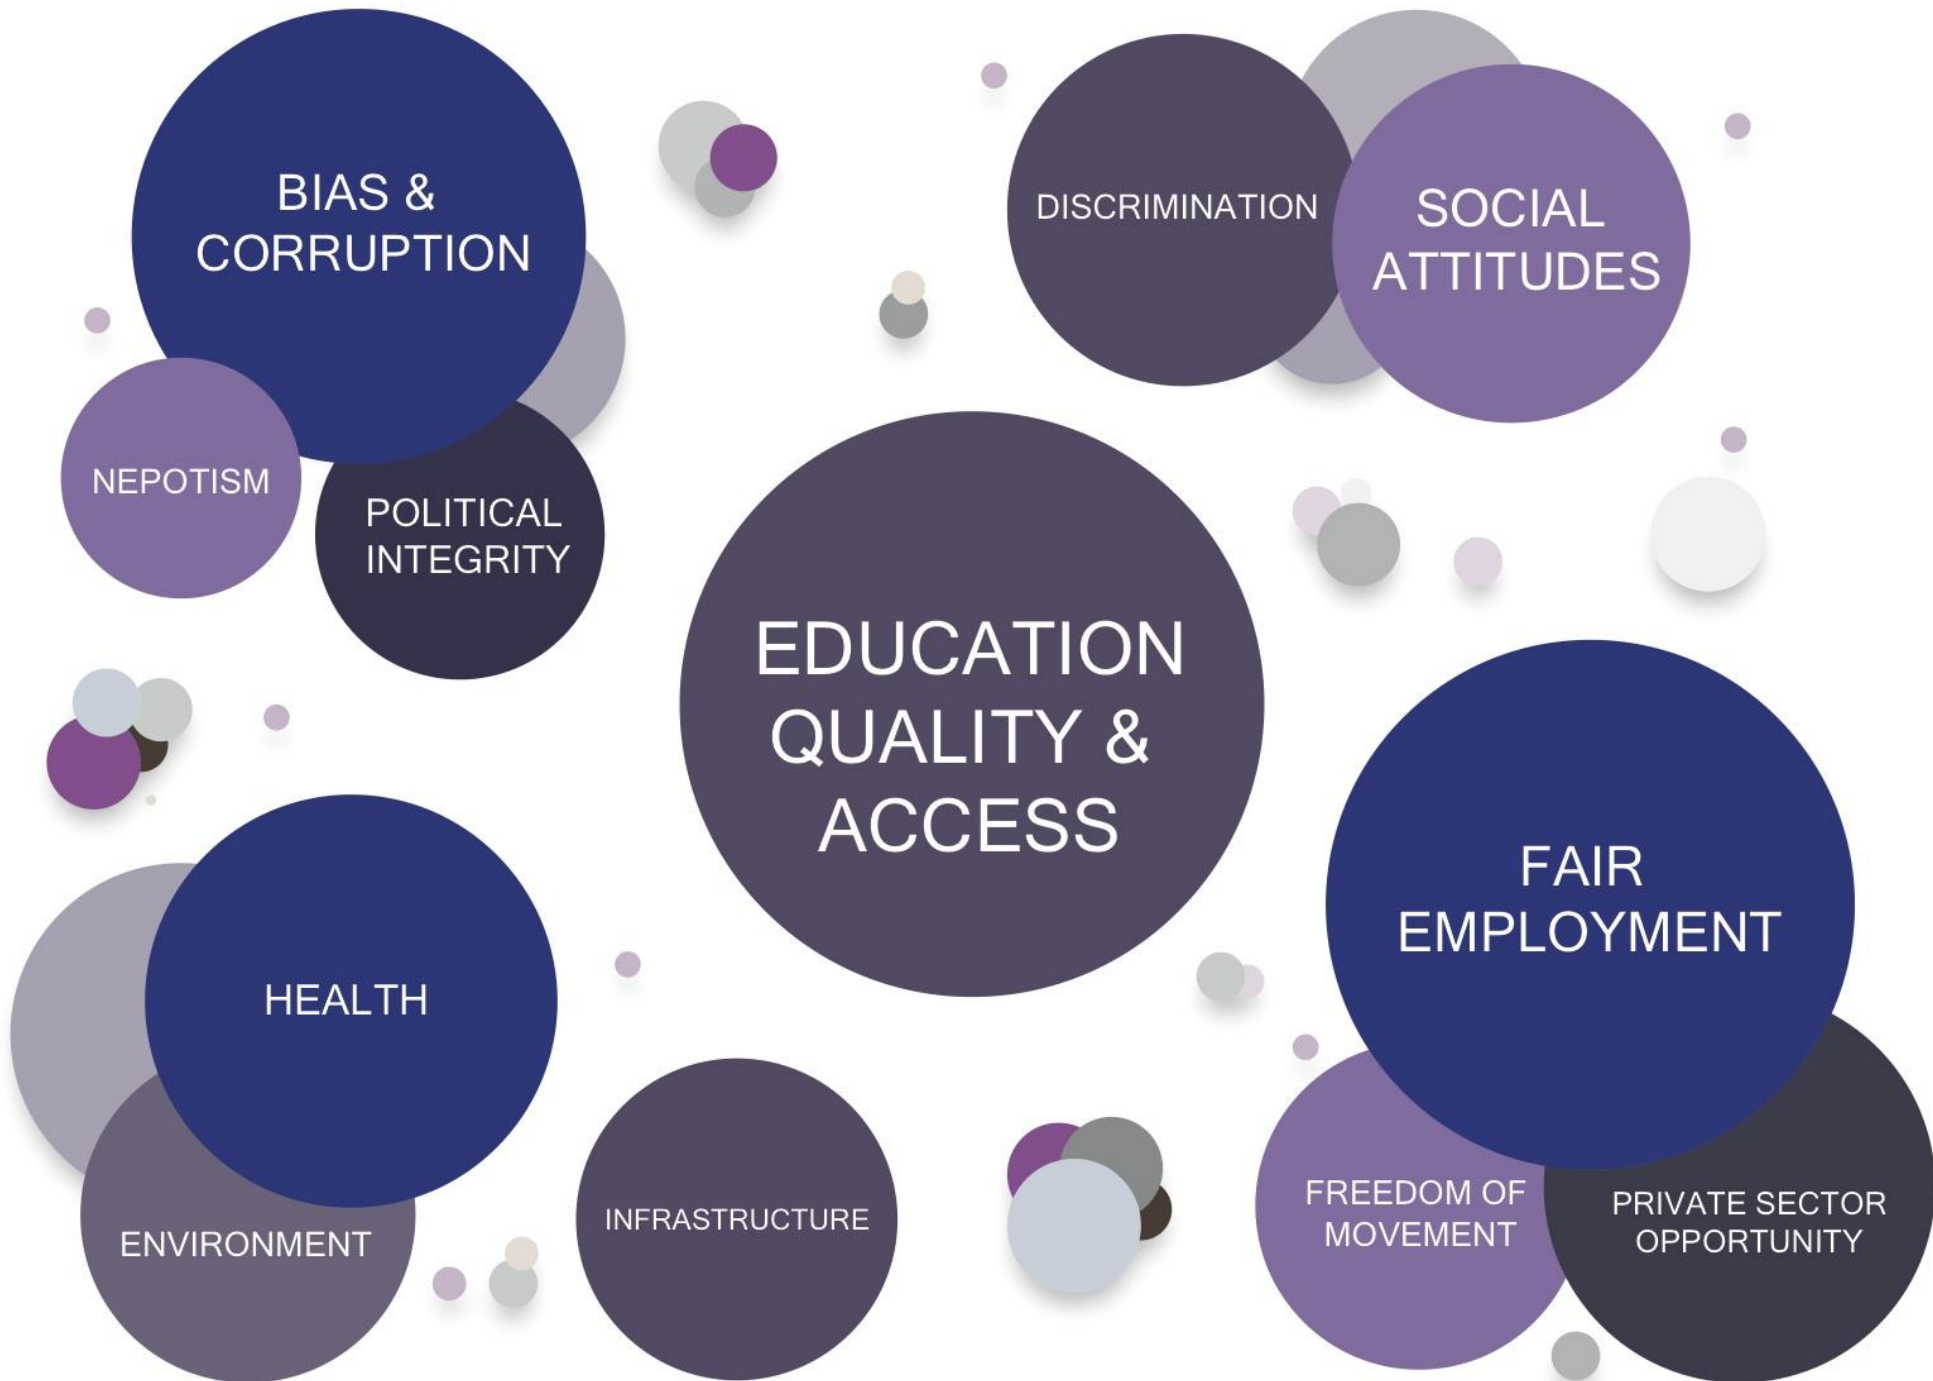 BIAS &
CORRUPTION
NEPOTISM
POLITICAL
INTEGRITY
DISCRIMINATION
SOCIAL
ATTITUDES
EDUCATION
QUALITY &
ACCESS
HEALTH
ENVIRONMENT
INFRASTRUCTURE
FAIR
EMPLOYMENT
FREEDOM OF
MOVEMENT
PRIVATE SECTOR
OPPORTUNITY